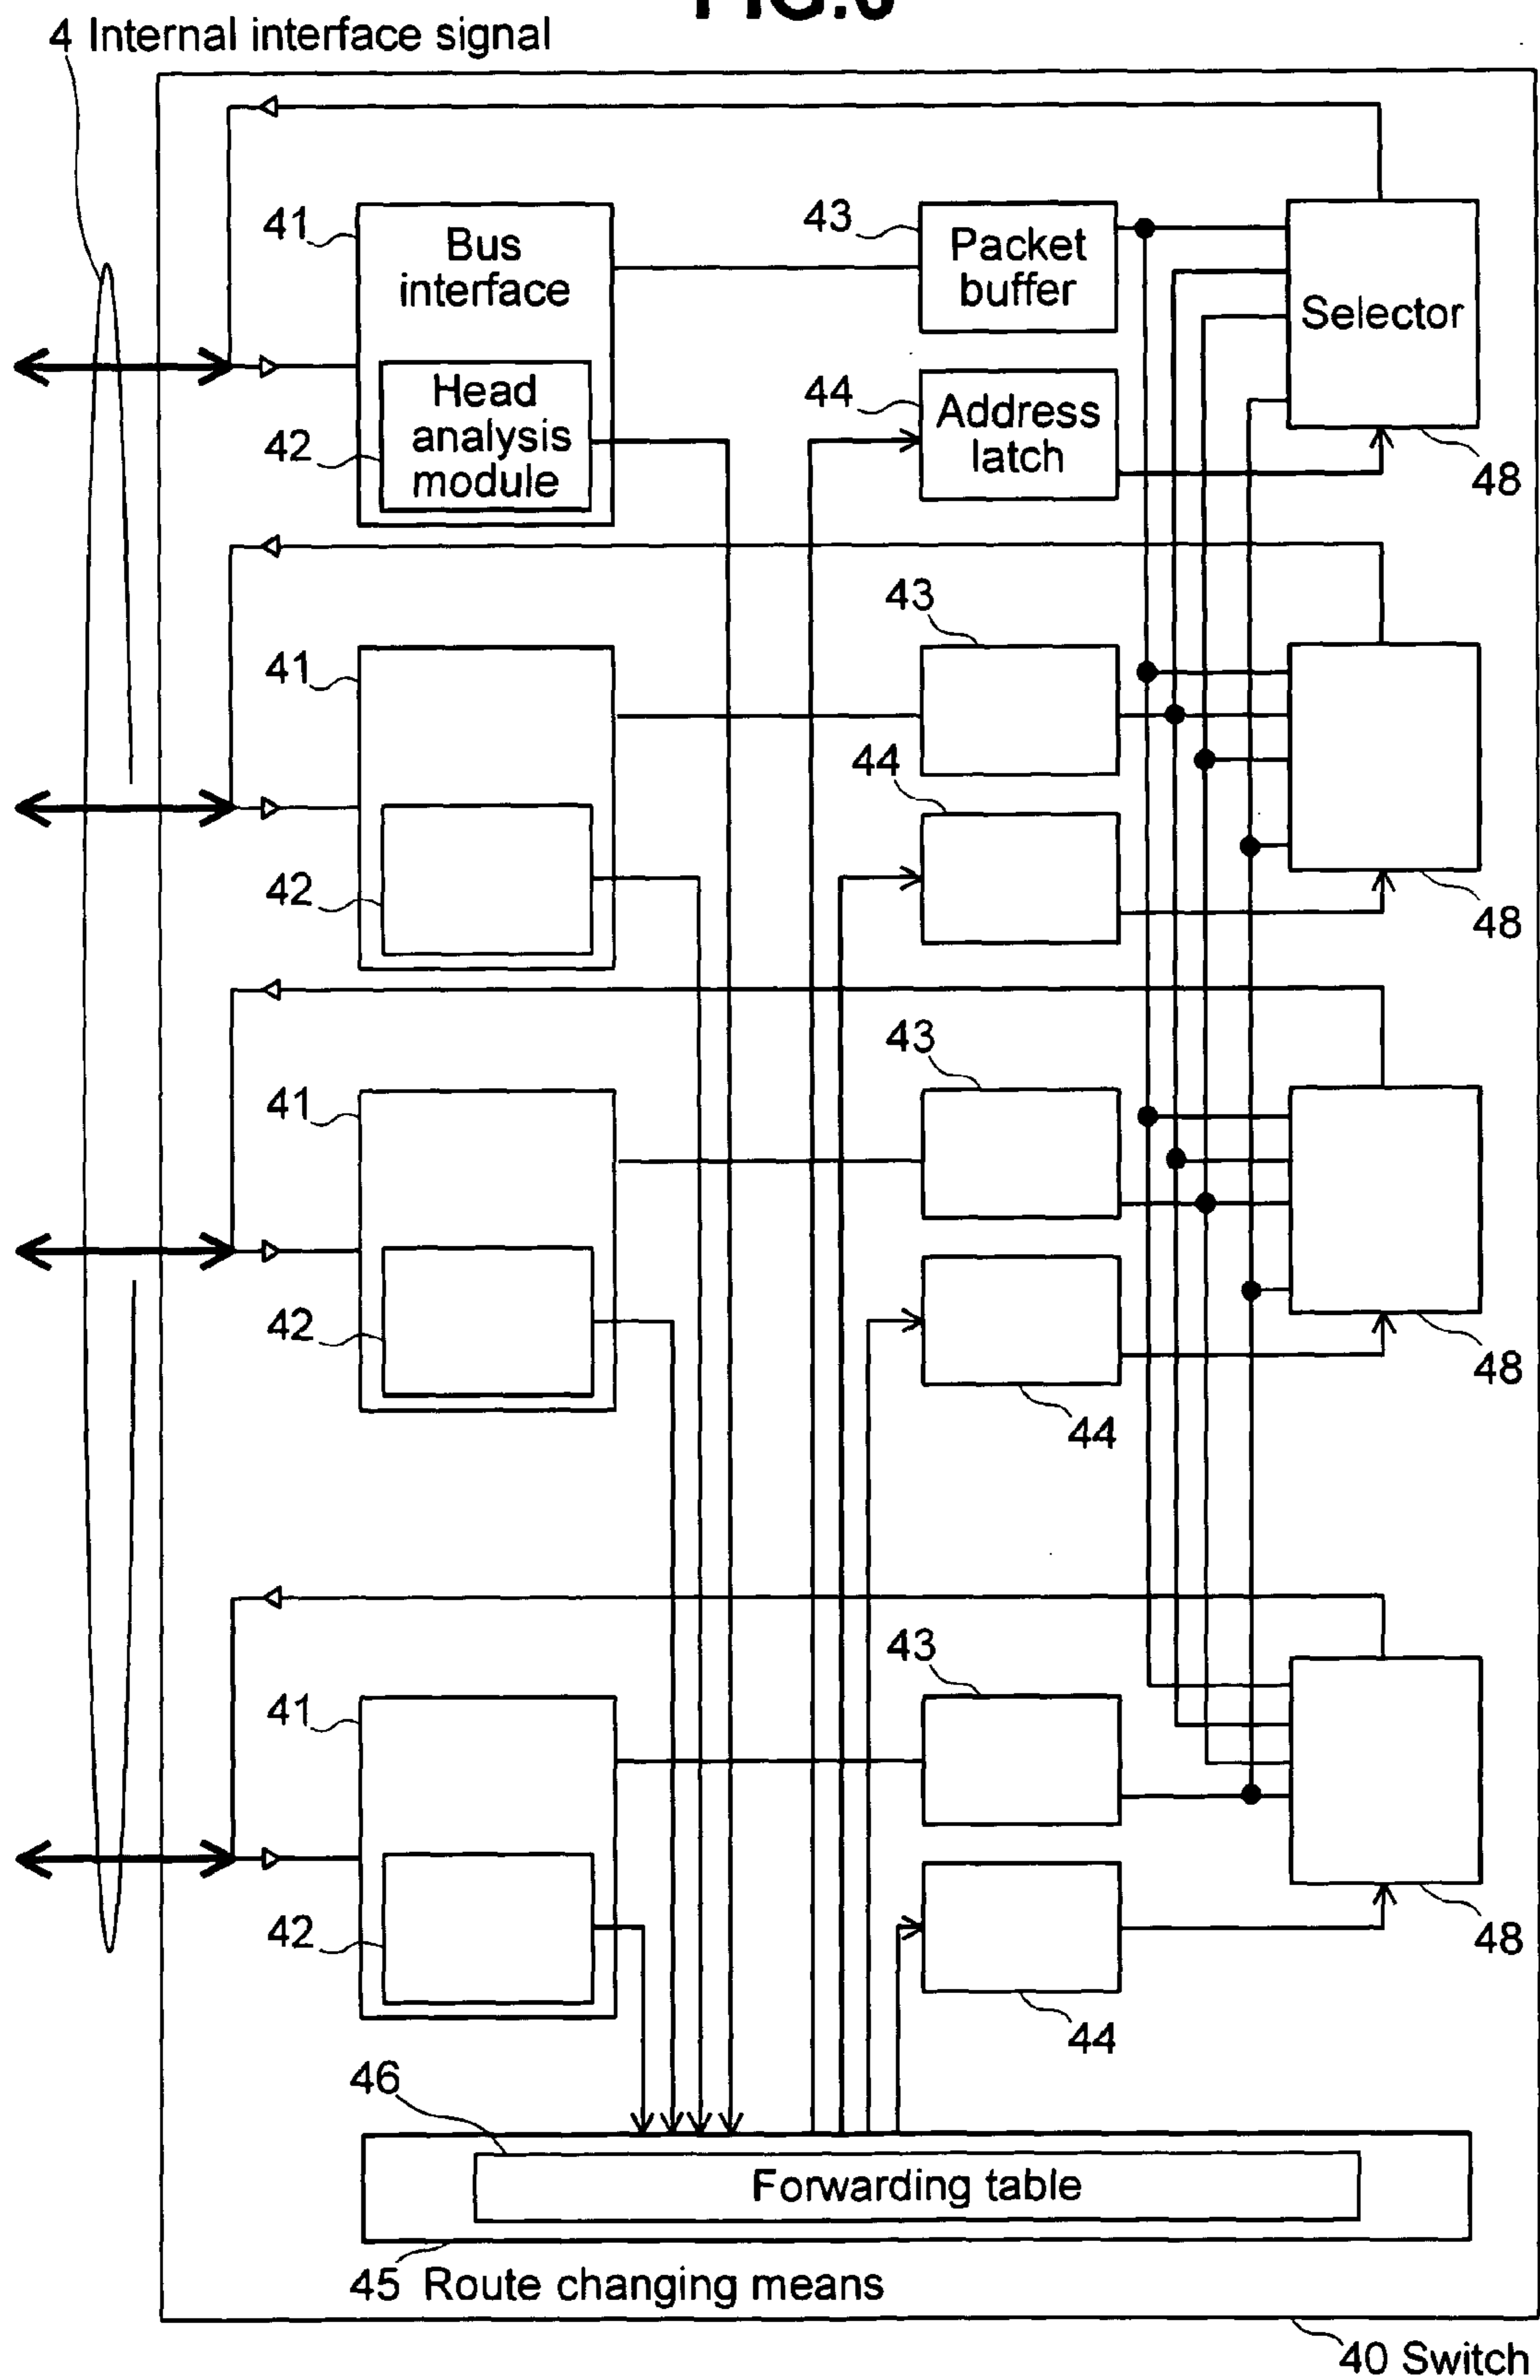 4 Internal interface signal
41
Bus
interface
43
Packet
buffer
Selector
42
Head
analysis
module
44
Address
latch
48
43
41
44
42
48
43
41
42
44
48
43
41
42
44
48
46
Forwarding table
45 Route changing means
40 Switch